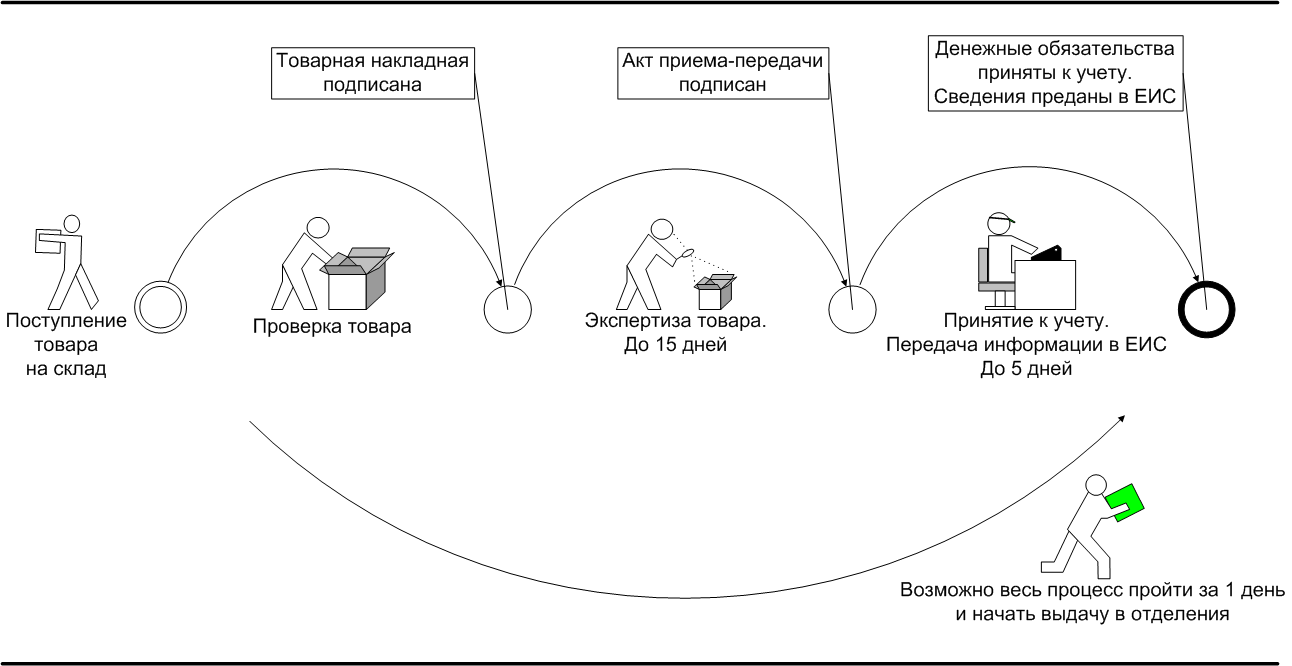 Товарная накладная
подписана
Акт приема-передачи
подписан
Денежные обязательства
приняты к учету.
Сведения преданы в ЕИС
Поступление
товара
на склад
Проверка товара
Экспертиза товара.
До 15 дней
Принятие к учету.
Передача информации в ЕИС
До 5 дней
Возможно весь процесс пройти за 1 день
и начать выдачу в отделения